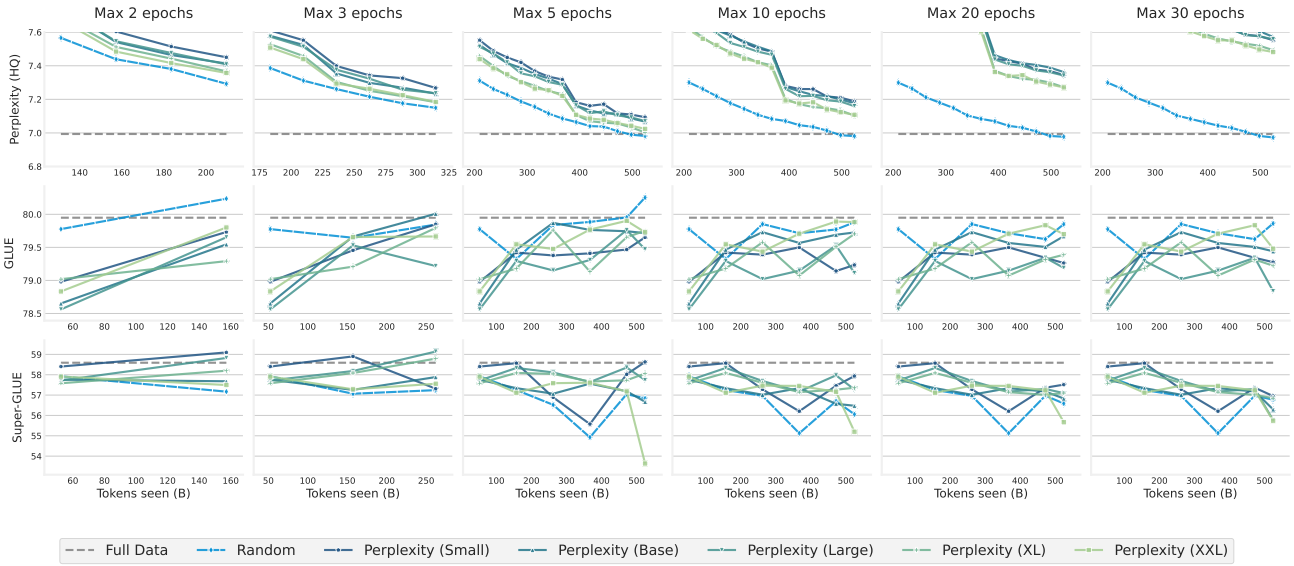 Max 2 epochs Max 3 epochs Max 5 epochs Max 10 epochs Max 20 epochs Max 30 epochs
Perplexity (HQ)
7.6
7.4
7.2
7.0
6.8
140 160 180 200
175 200 225 250 275 300 325
200 300 400 500
200 300 400 500
200 300 400 500
200 300 400 500
GLUE
80.0
79.5
79.0
78.5
60 80 100 120 140 160
50 100 150 200 250
100 200 300 400 500
100 200 300 400 500
100 200 300 400 500
100 200 300 400 500
Super-GLUE
59
58
57
56
55
54
60 80 100 120 140 160
50 100 150 200 250
100 200 300 400 500
100 200 300 400 500
100 200 300 400 500
100 200 300 400 500
Tokens seen (B) Tokens seen (B) Tokens seen (B) Tokens seen (B) Tokens seen (B) Tokens seen (B)
Full Data Random Perplexity (Small) Perplexity (Base) Perplexity (Large) Perplexity (XL) Perplexity (XXL)